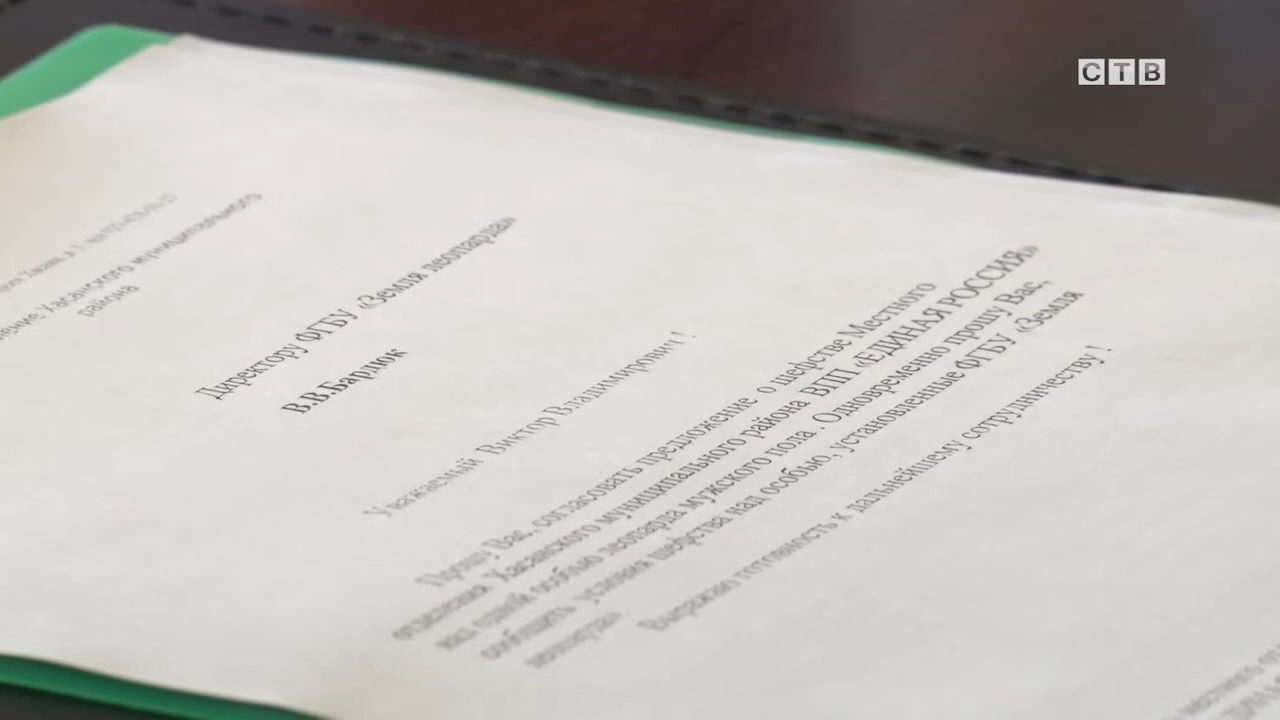 СТВ
Хасанского муниципального
района
Директору ФГБУ «Земля леопарда»
В.В.Барцюк
Уважаемый Виктор Владимирович !
Прошу Вас, согласовать предложение о шефстве Местного
отделения Хасанского муниципального района ВПП «ЕДИНАЯ РОССИЯ»
над одной особью леопарда мужского пола . Одновременно прошу Вас,
сообщить условия шефства над особью, установленные ФГБУ «Земля
леопарда».
Выражаю готовность к дальнейшему сотрудничеству !